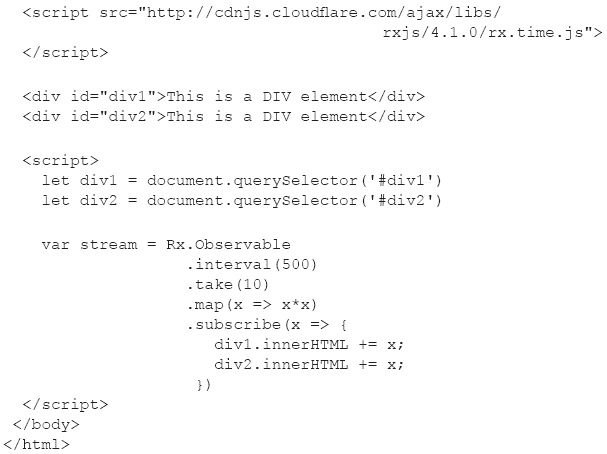 <script src="http://cdnjs.cloudflare.com/ajax/libs/
rxjs/4.1.0/rx.time.js">
</script>
<div id="div1">This is a DIV element</div>
<div id="div2">This is a DIV element</div>
<script>
let div1 = document.querySelector('#div1')
let div2 = document.querySelector('#div2')
var stream = Rx.Observable
.interval(500)
.take(10)
.map(x => x*x)
.subscribe(x => {
div1.innerHTML += x;
div2.innerHTML += x;
})
</script>
</body>
</html>